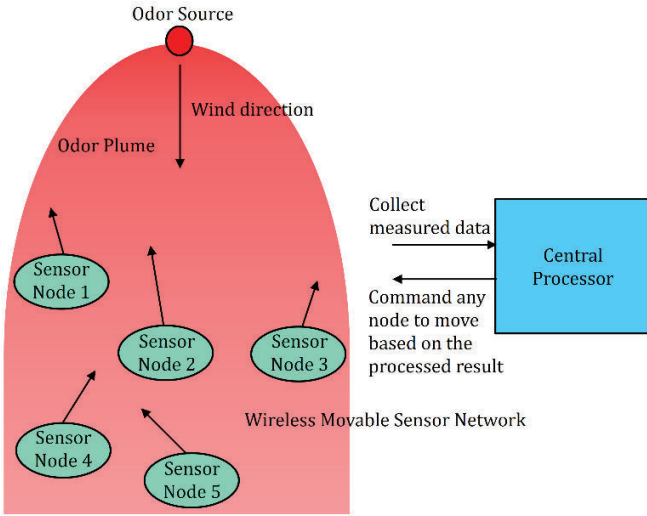 Odor Source
Wind direction
Odor Plume
Sensor
Node 1
Sensor
Node 2
Sensor
Node 3
Sensor
Node 4
Sensor
Node 5
Wireless Movable Sensor Network
Collect
measured data
Command any
node to move
based on the
processed result
Central
Processor